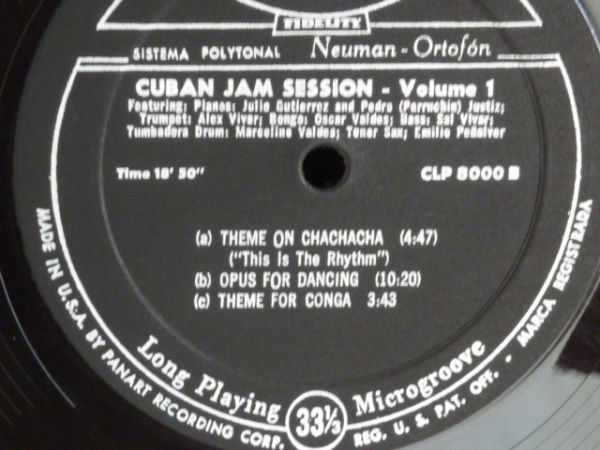 FIDELITY
SISTEMA POLYTONAL Neuman - Ortofón
CUBAN JAM SESSION - Volume 1
Featuring; Pianos; Julio Gutierrez and Pedro (Perruchin) Justiz;
Trumpet; Alex Vivar; Bongo; Oscar Valdes; Bass; Sal Vivar;
Tumbadora Drum; Marcelino Valdes; Tenor Sax; Emilio Peñalver
Time 18' 50" CLP 8000 B
(a) THEME ON CHACHACHA (4:47)
("This Is The Rhythm")
(b) OPUS FOR DANCING (10:20)
(c) THEME FOR CONGA 3:43
Long Playing 33⅓ Microgroove
MADE IN U.S.A. BY PANART RECORDING CORP. REG. U. S. PAT. OFF. - MARCA REGISTRADA